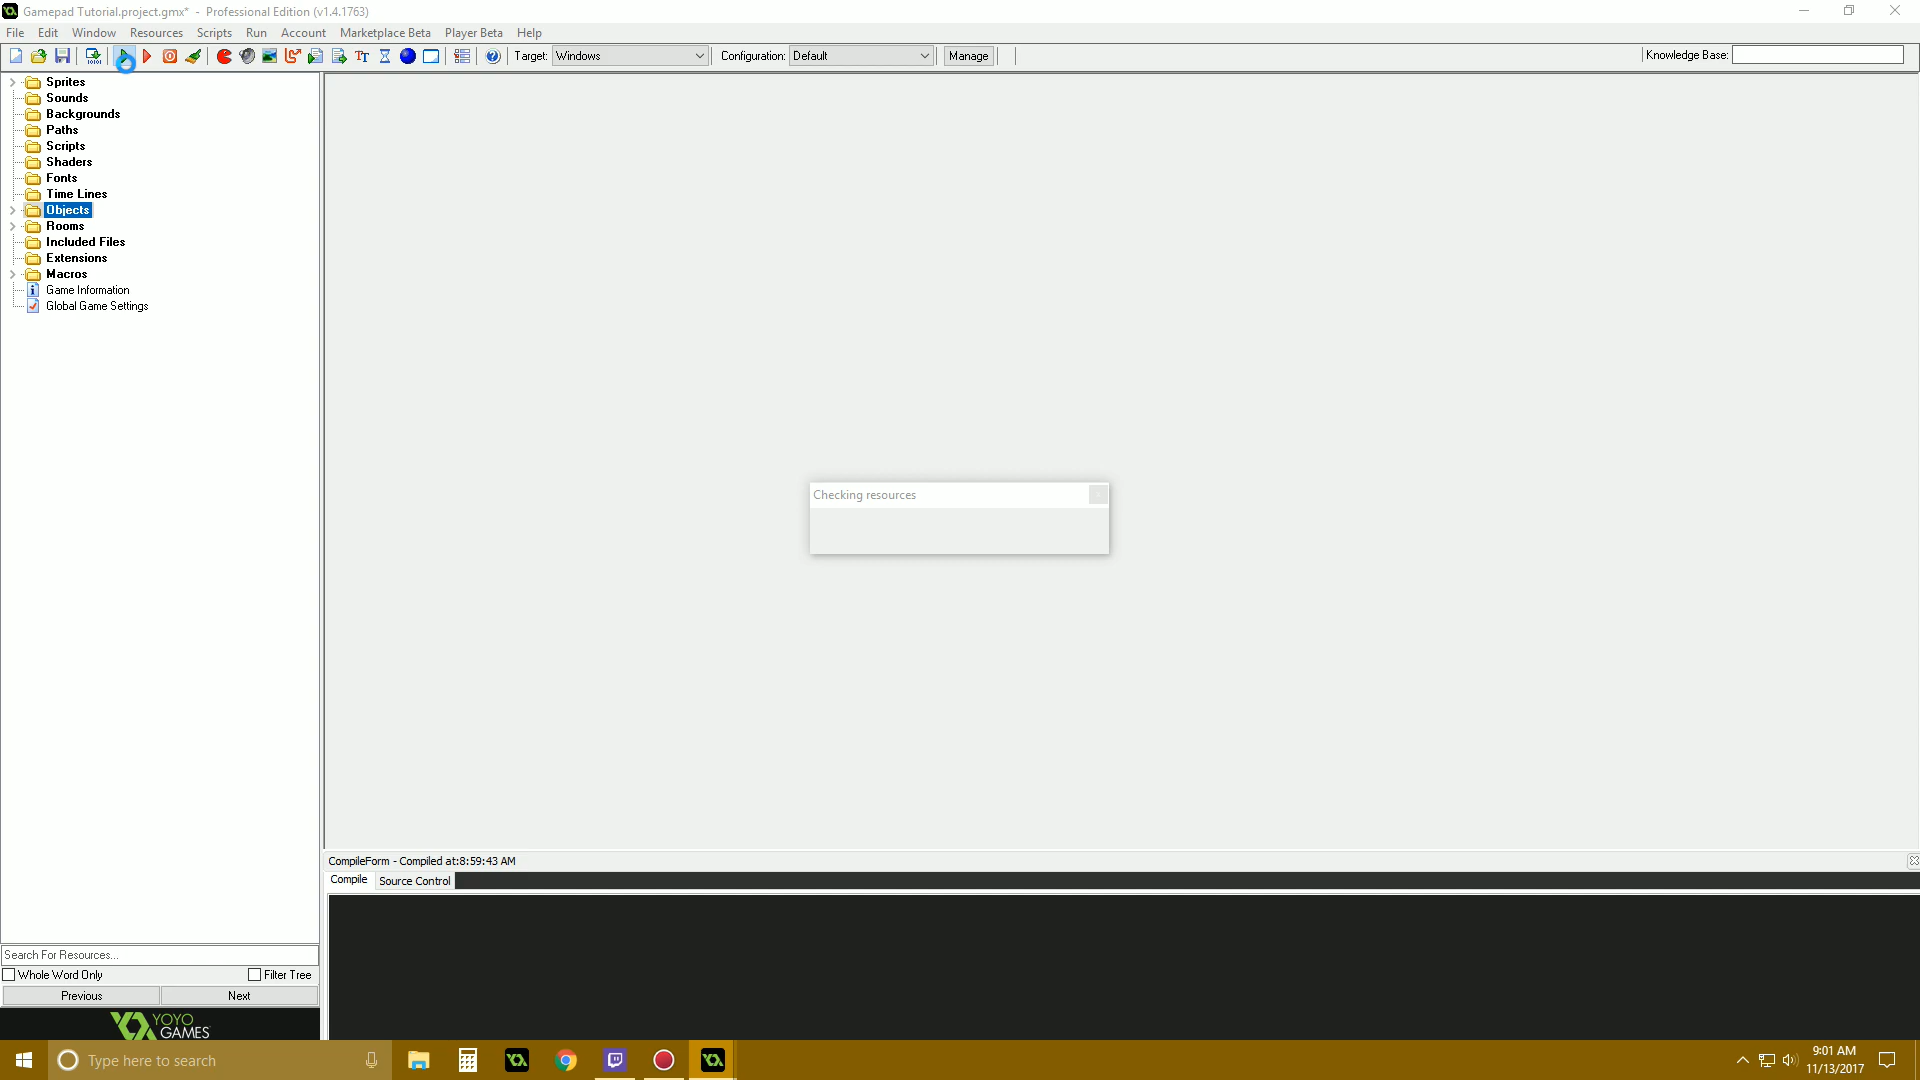 Gamepad Tutorial.project.gmx* - Professional Edition (v1.4.1763)
File Edit Window Resources Scripts Run Account Marketplace Beta Player Beta Help
Target: Windows Configuration: Default Manage Knowledge Base:
Sprites
Sounds
Backgrounds
Paths
Scripts
Shaders
Fonts
Time Lines
Objects
Rooms
Included Files
Extensions
Macros
Game Information
Global Game Settings
Checking resources
CompileForm - Compiled at:8:59:43 AM
Compile Source Control
Search For Resources...
Whole Word Only Filter Tree
Previous Next
YOYO
GAMES
Type here to search
9:01 AM
11/13/2017